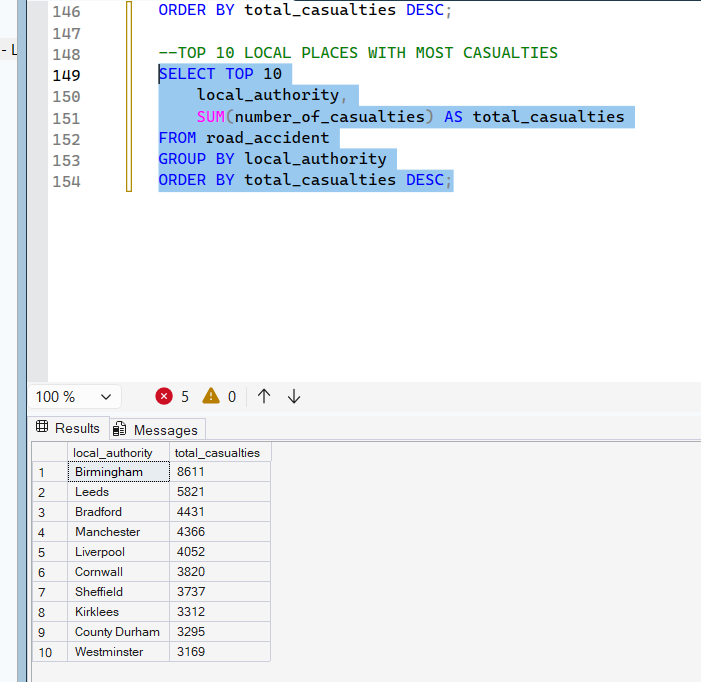 146 ORDER BY total_casualties DESC;
147
148 --TOP 10 LOCAL PLACES WITH MOST CASUALTIES
- L
149 SELECT TOP 10
150 local_authority,
151 SUM(number_of_casualties) AS total_casualties
152 FROM road_accident
153 GROUP BY local_authority
154 ORDER BY total_casualties DESC;
100 % 5 0
Results Messages
local_authority total_casualties
1 Birmingham 8611
2 Leeds 5821
3 Bradford 4431
4 Manchester 4366
5 Liverpool 4052
6 Cornwall 3820
7 Sheffield 3737
8 Kirklees 3312
9 County Durham 3295
10 Westminster 3169